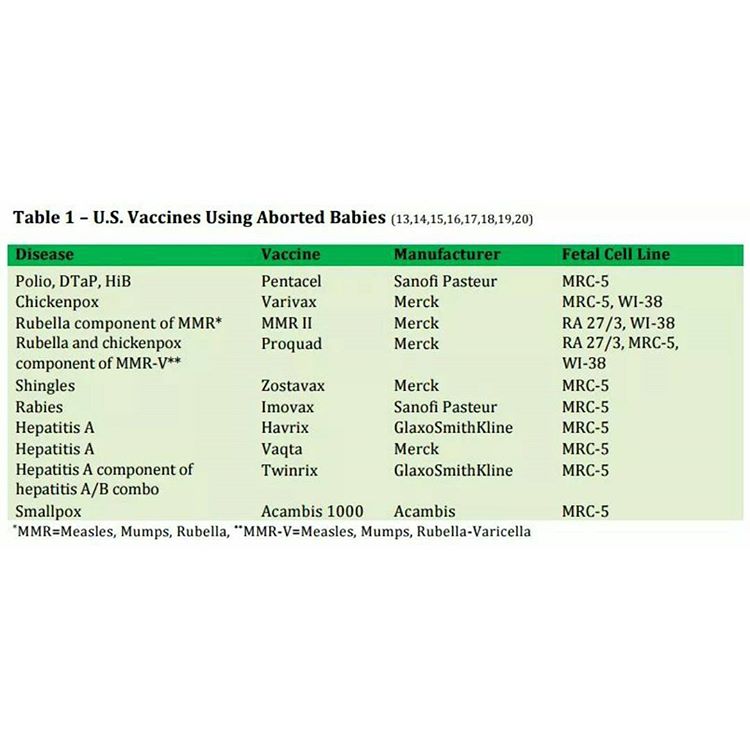 Table 1 – U.S. Vaccines Using Aborted Babies (13,14,15,16,17,18,19,20)
Disease Vaccine Manufacturer Fetal Cell Line
Polio, DTaP, HiB Pentacel Sanofi Pasteur MRC-5
Chickenpox Varivax Merck MRC-5, WI-38
Rubella component of MMR* MMR II Merck RA 27/3, WI-38
Rubella and chickenpox Proquad Merck RA 27/3, MRC-5,
component of MMR-V** WI-38
Shingles Zostavax Merck MRC-5
Rabies Imovax Sanofi Pasteur MRC-5
Hepatitis A Havrix GlaxoSmithKline MRC-5
Hepatitis A Vaqta Merck MRC-5
Hepatitis A component of Twinrix GlaxoSmithKline MRC-5
hepatitis A/B combo
Smallpox Acambis 1000 Acambis MRC-5
*MMR=Measles, Mumps, Rubella, **MMR-V=Measles, Mumps, Rubella-Varicella